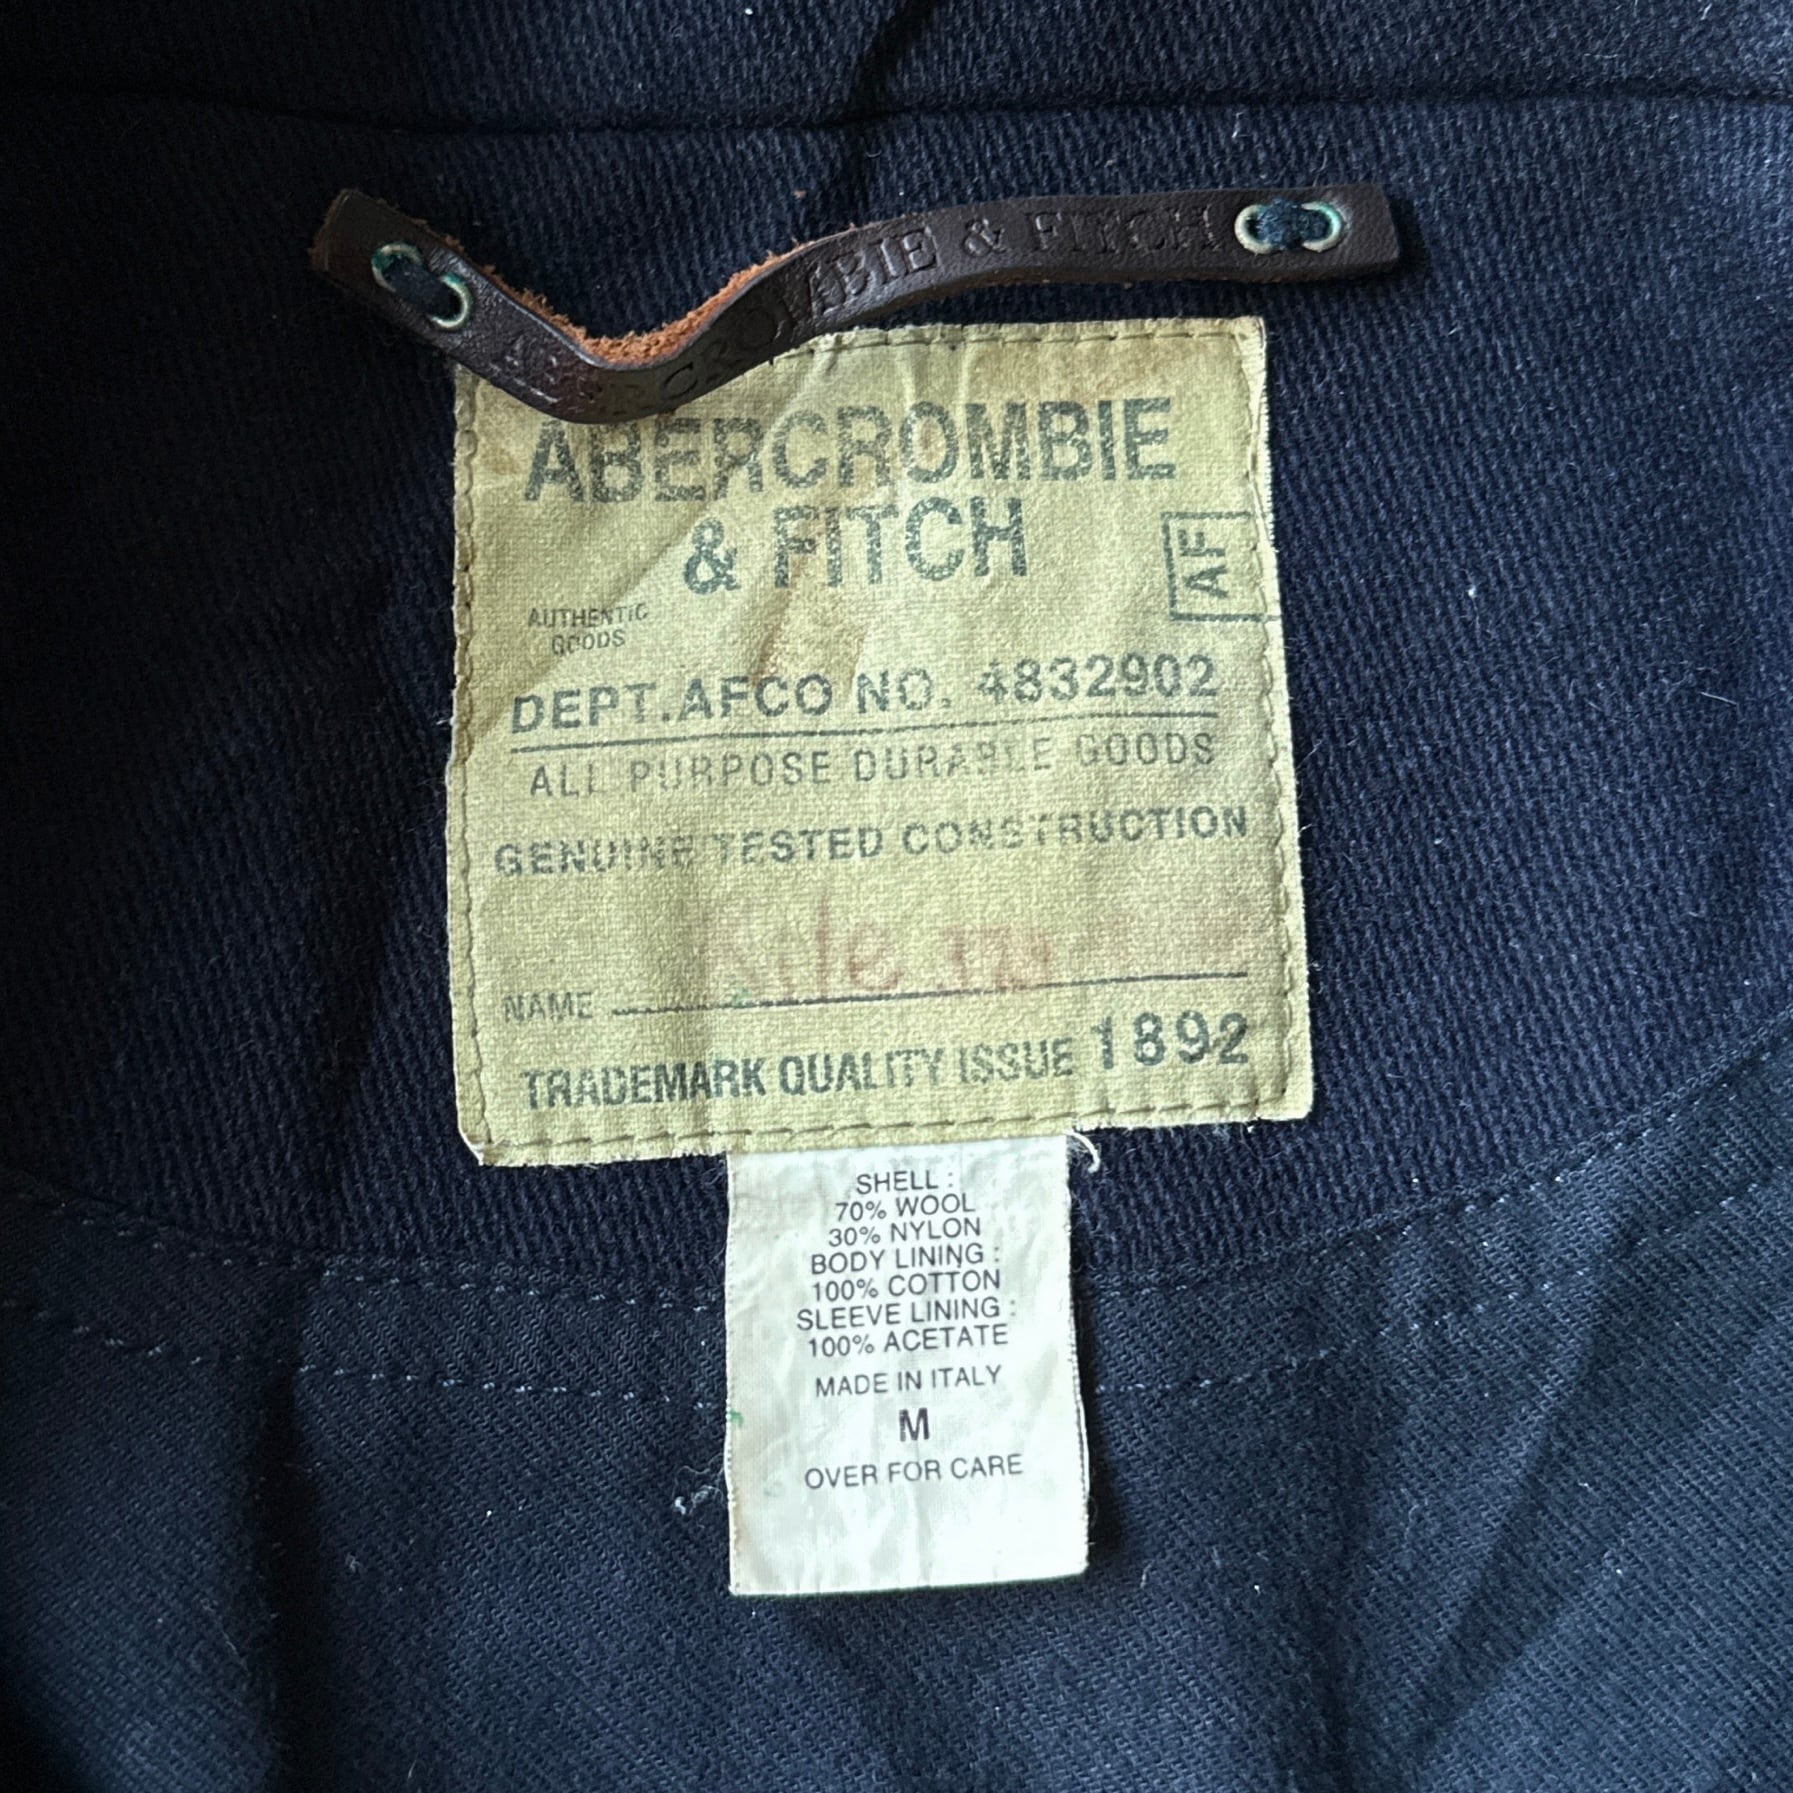 ABERCROMBIE & FITCH
ABERCROMBIE
& FITCH
AF
AUTHENTIC
GOODS
DEPT.AFCO NO. 4832902
ALL PURPOSE DURABLE GOODS
GENUINE TESTED CONSTRUCTION
NAME
TRADEMARK QUALITY ISSUE 1892
SHELL :
70% WOOL
30% NYLON
BODY LINING :
100% COTTON
SLEEVE LINING :
100% ACETATE
MADE IN ITALY
M
OVER FOR CARE